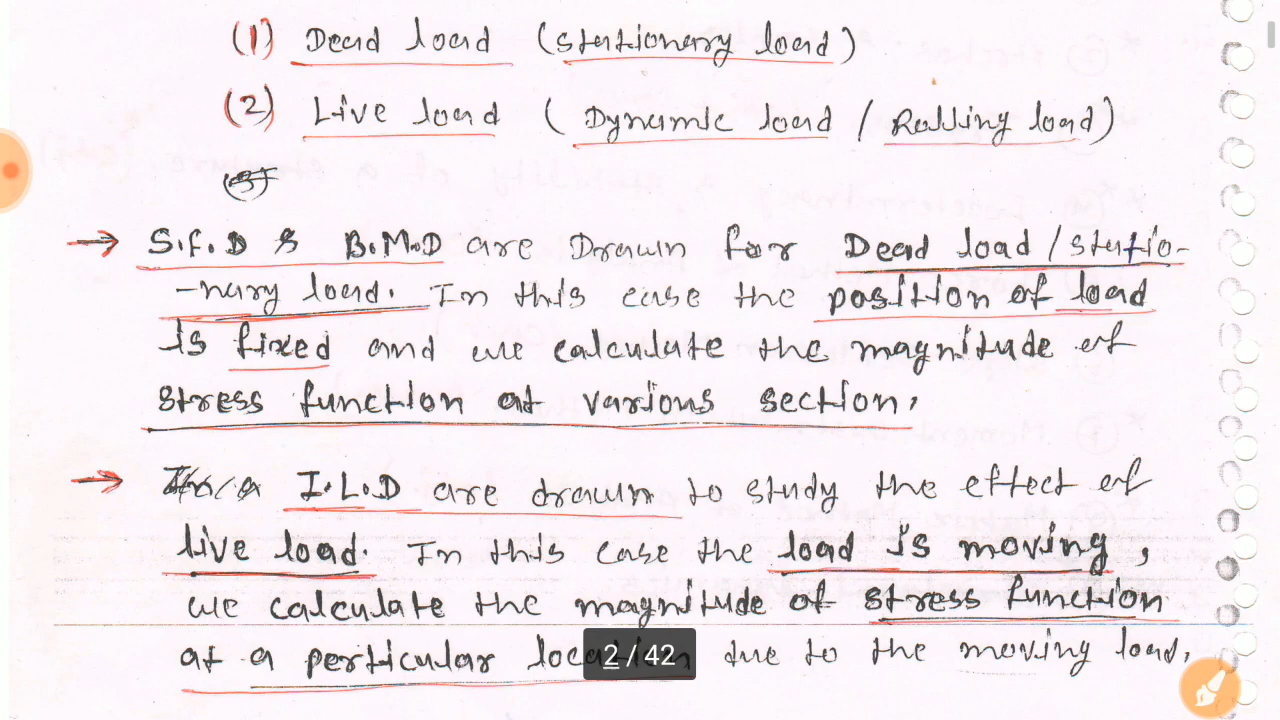 (1) Dead load (stationary load)
(2) Live load ( Dynamic load / Rolling load)
(3)
→ S.F.D & B.M.D are Drawn for Dead load/statio-
-nary load. In this case the position of load
is fixed and we calculate the magnitude of
stress function at various section,
→ I.L.D are drawn to study the effect of
live load. In this case the load is moving,
we calculate the magnitude of stress function
at a perticular location due to the moving load,
2 / 42